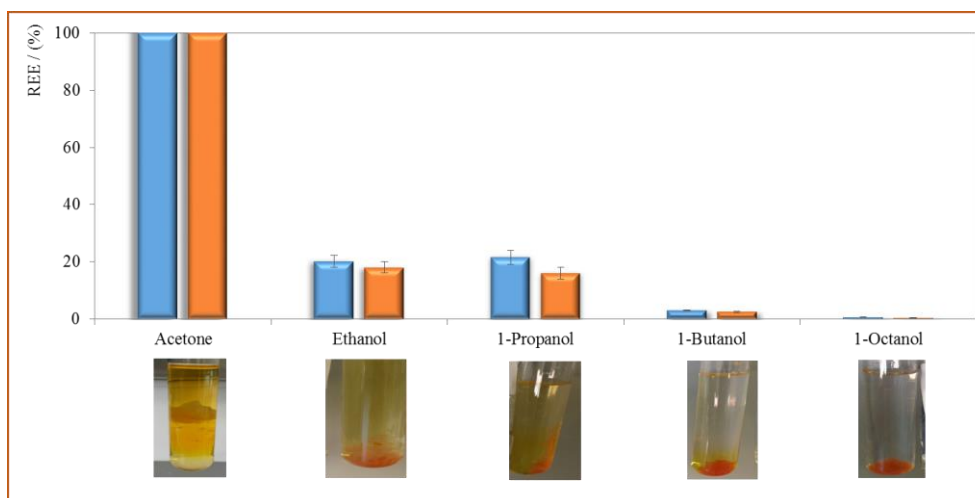 REE / (%)
100
80
60
40
20
0
Acetone
Ethanol
1-Propanol
1-Butanol
1-Octanol